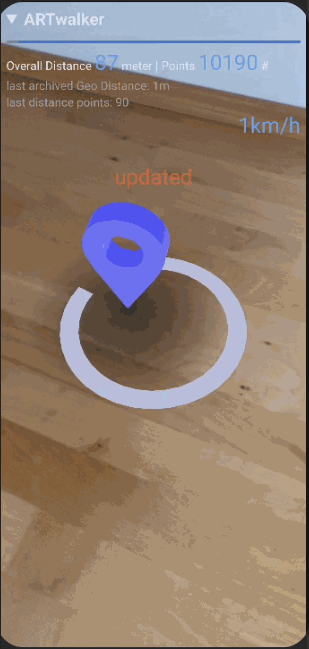 ▼ ARTwalker
Overall Distance 87 meter | Points 10190 #
last archived Geo Distance: 1m
last distance points: 90
1km/h
updated